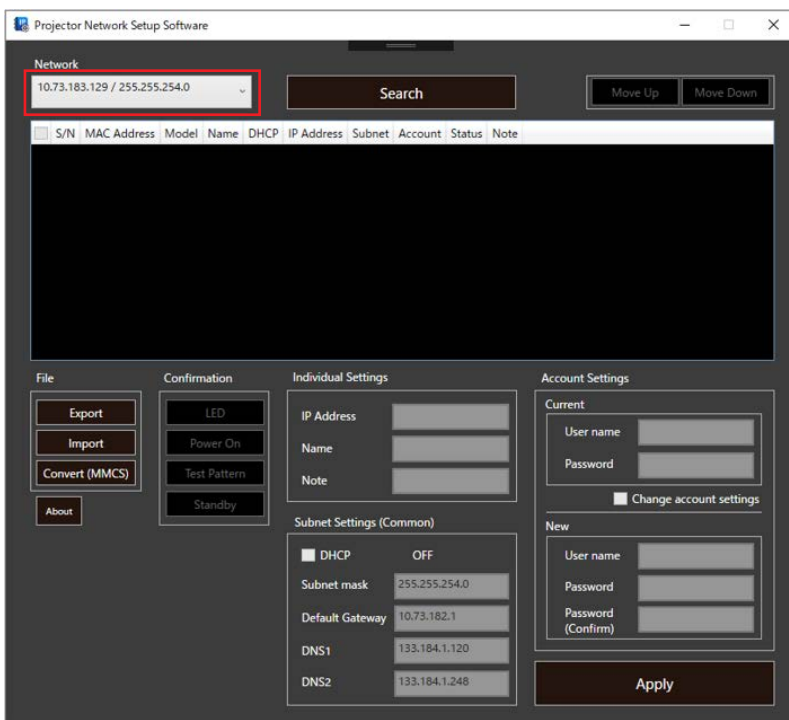 Projector Network Setup Software
Network
10.73.183.129 / 255.255.254.0
Search
Move Up
Move Down
S/N MAC Address Model Name DHCP IP Address Subnet Account Status Note
File
Export
Import
Convert (MMCS)
About
Confirmation
LED
Power On
Test Pattern
Standby
Individual Settings
IP Address
Name
Note
Subnet Settings (Common)
DHCP OFF
Subnet mask 255.255.254.0
Default Gateway 10.73.182.1
DNS1 133.184.1.120
DNS2 133.184.1.248
Account Settings
Current
User name
Password
Change account settings
New
User name
Password
Password
(Confirm)
Apply